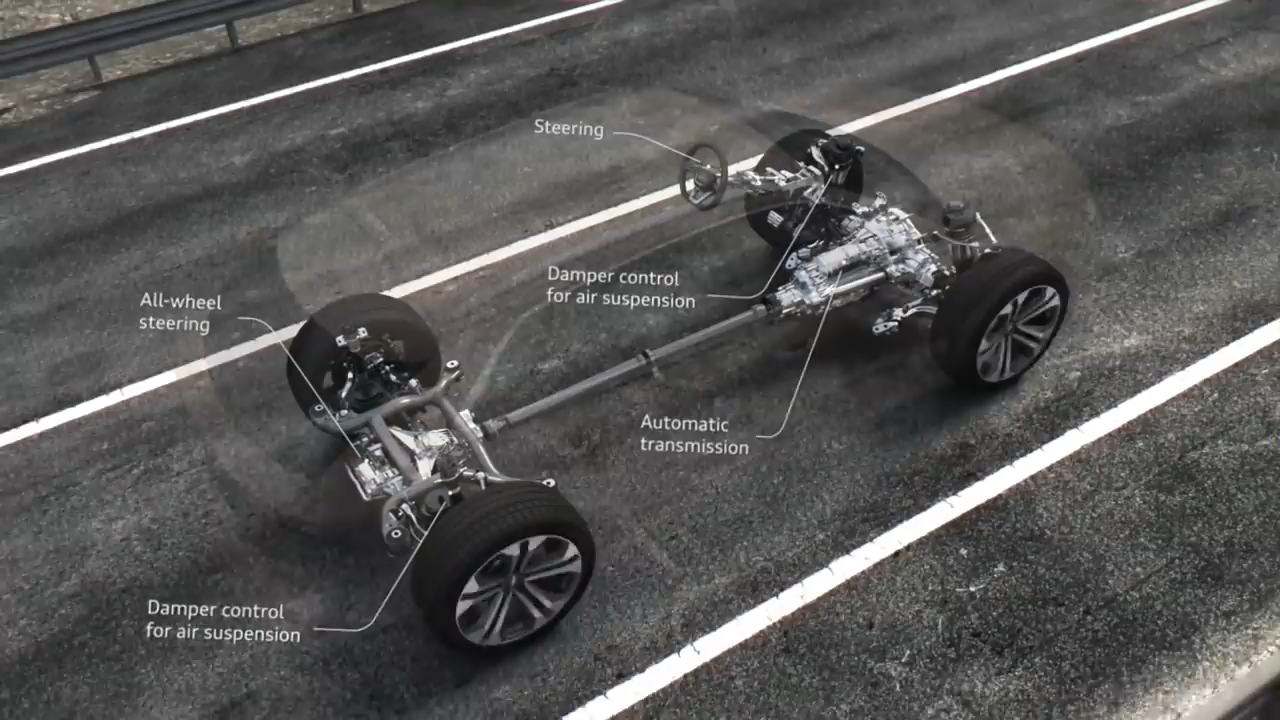 Steering
Damper control
for air suspension
All-wheel
steering
Automatic
transmission
Damper control
for air suspension